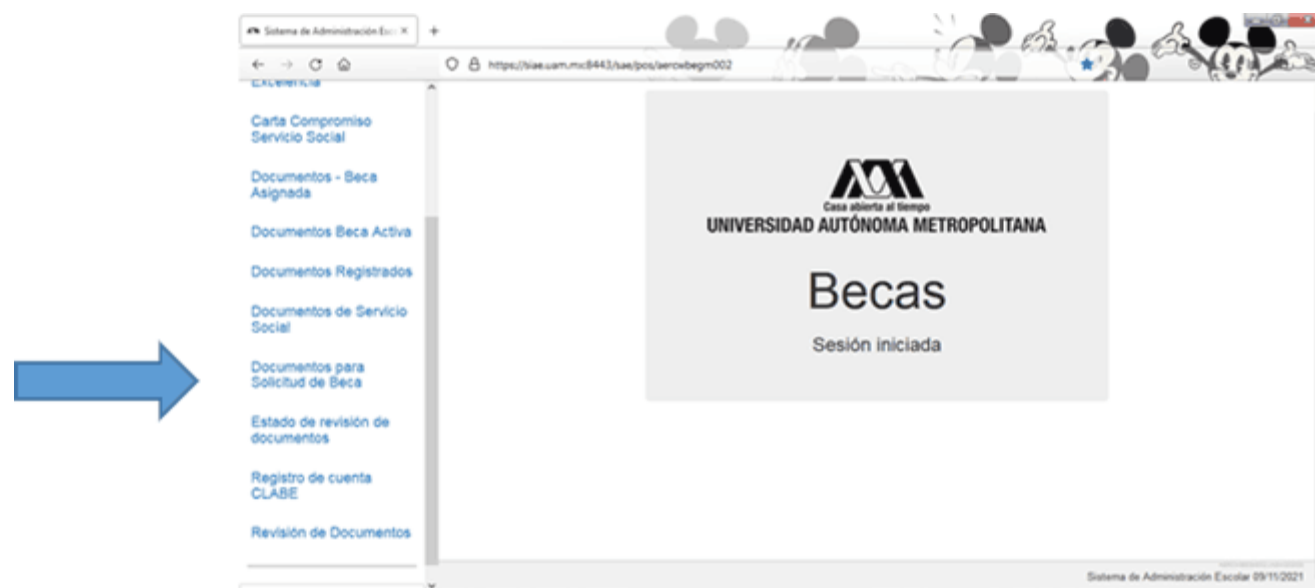 Sistema de Administración Esc
https://siae.uam.mx:8443/sae/pos/aerowbegm002
Excelencia
Carta Compromiso
Servicio Social
Documentos - Beca
Asignada
Documentos Beca Activa
Documentos Registrados
Documentos de Servicio
Social
Documentos para
Solicitud de Beca
Estado de revisión de
documentos
Registro de cuenta
CLABE
Revisión de Documentos
Casa abierta al tiempo
UNIVERSIDAD AUTÓNOMA METROPOLITANA
Becas
Sesión iniciada
Sistema de Administración Escolar 09/11/2021